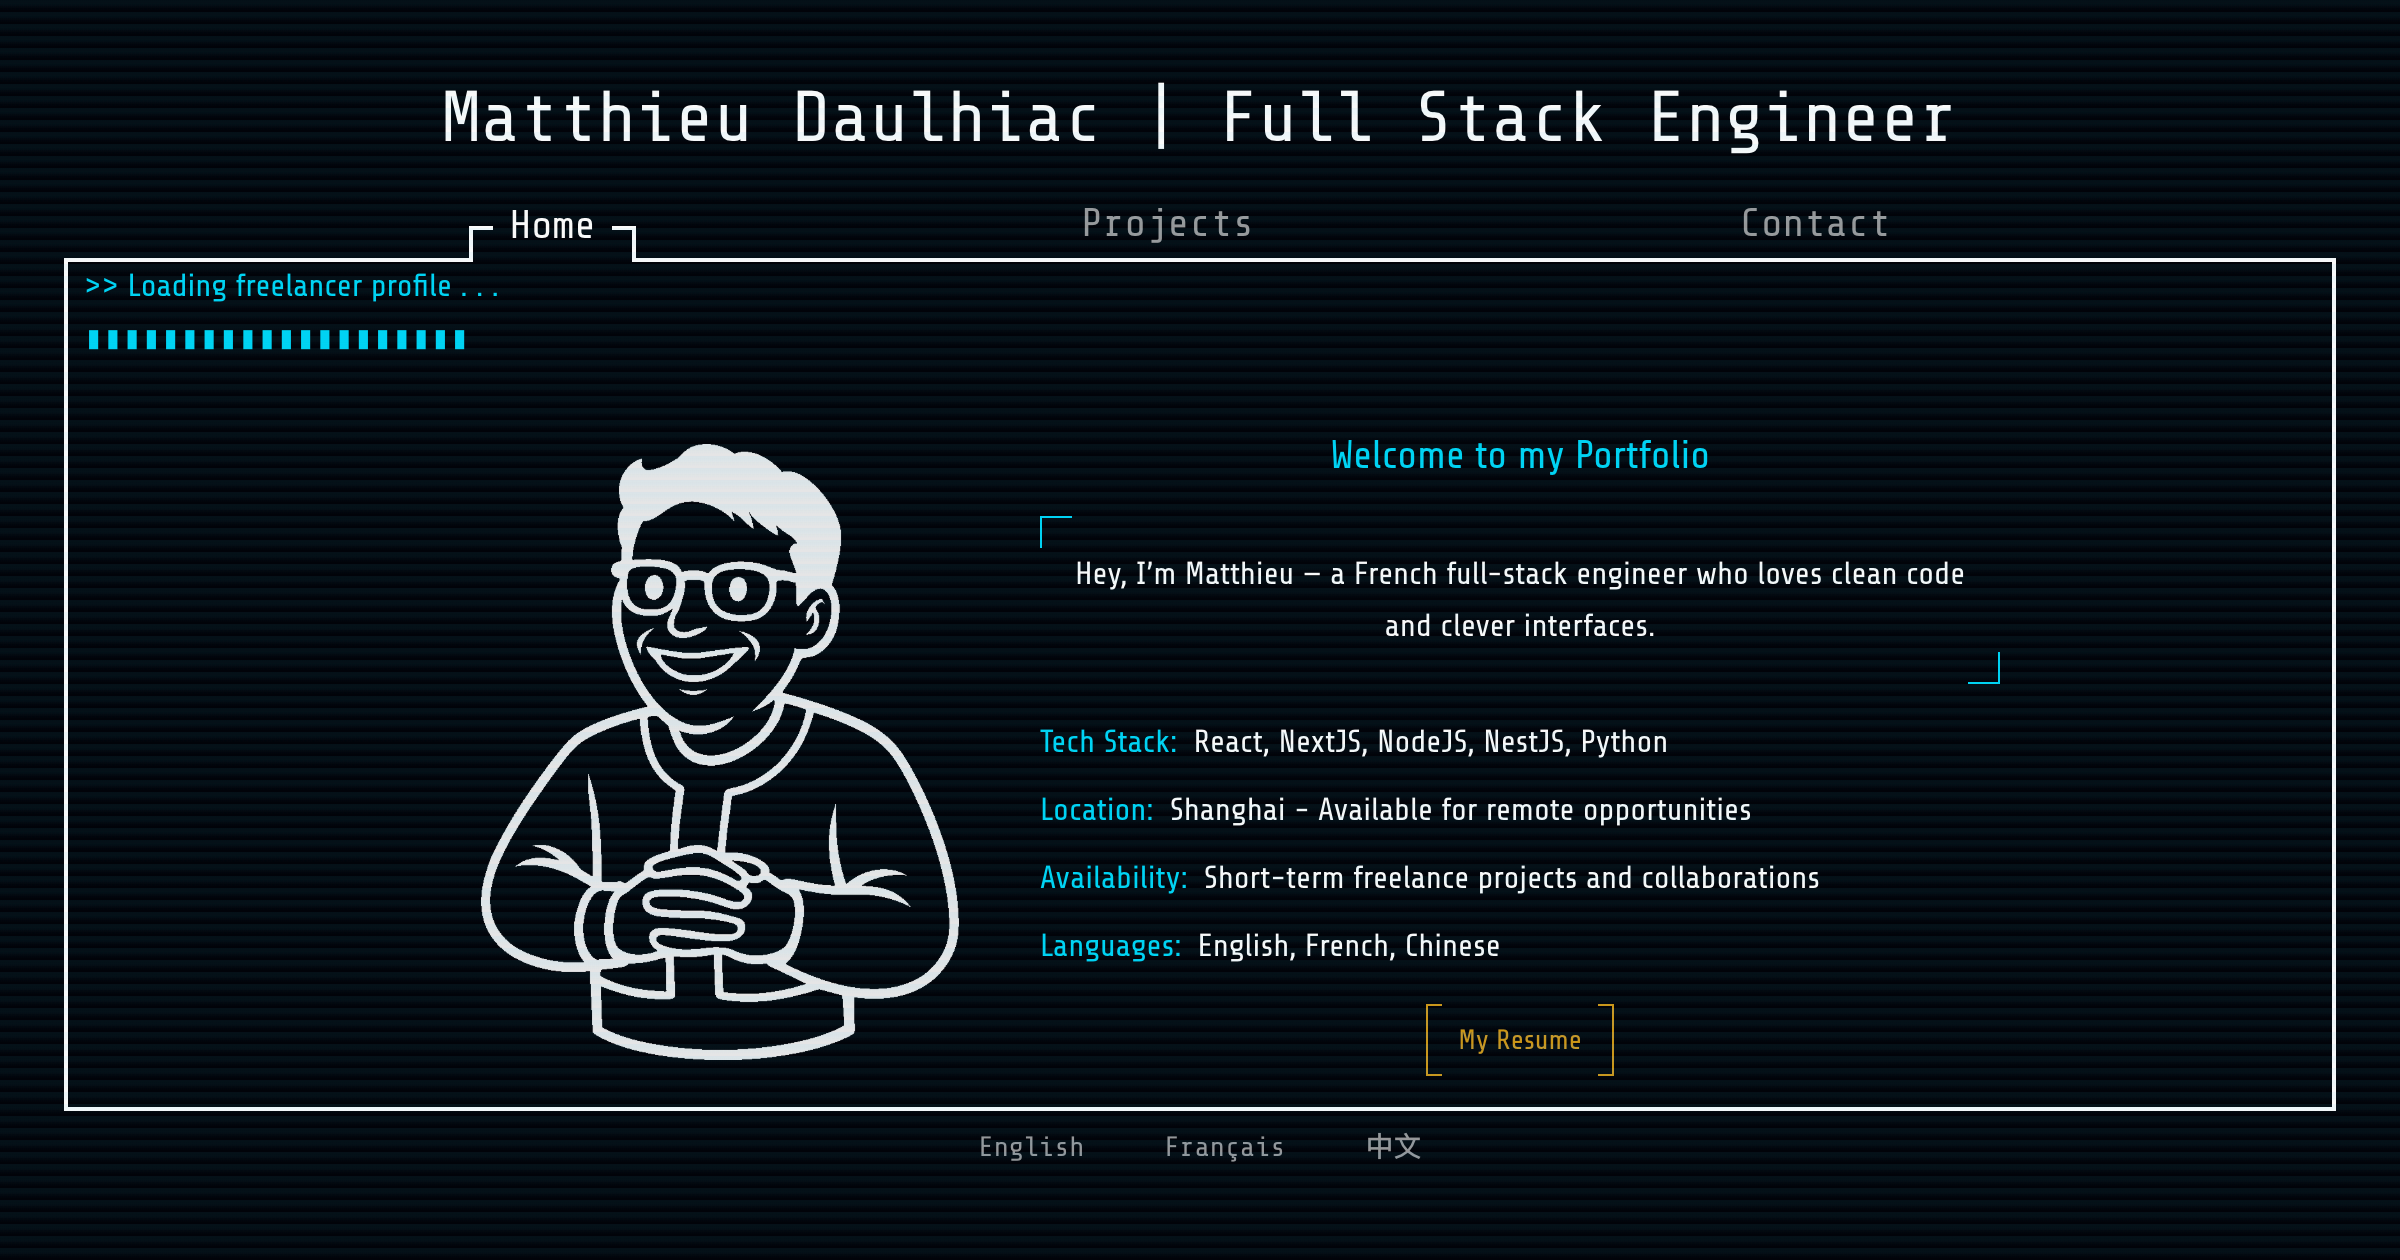 Matthieu Daulhiac | Full Stack Engineer
Home
Projects
Contact
>> Loading freelancer profile . . .
Welcome to my Portfolio
Hey, I’m Matthieu – a French full-stack engineer who loves clean code
and clever interfaces.
Tech Stack: React, NextJS, NodeJS, NestJS, Python
Location: Shanghai - Available for remote opportunities
Availability: Short-term freelance projects and collaborations
Languages: English, French, Chinese
My Resume
English
Français
中文